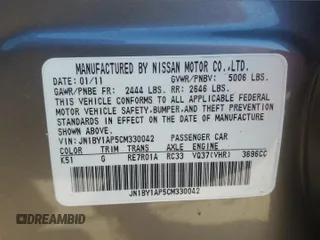 MANUFACTURED BY NISSAN MOTOR CO.,LTD.
DATE: 01/11 GVWR/PNBV: 5006 LBS.
GAWR/PNBE FR: 2444 LBS. RR: 2646 LBS.
THIS VEHICLE CONFORMS TO ALL APPLICABLE FEDERAL
MOTOR VEHICLE SAFETY,BUMPER,AND THEFT PREVENTION
STANDARDS IN EFFECT ON THE DATE OF MANUFACTURE
SHOWN ABOVE.
VEHICLE ID: JN1BY1AP5CM330042 PASSENGER CAR
COLOR TRIM TRANS AXLE ENGINE
K51 G RE7R01A RC33 VQ37(VHR) 3696CC
JN1BY1AP5CM330042
DREAMBID